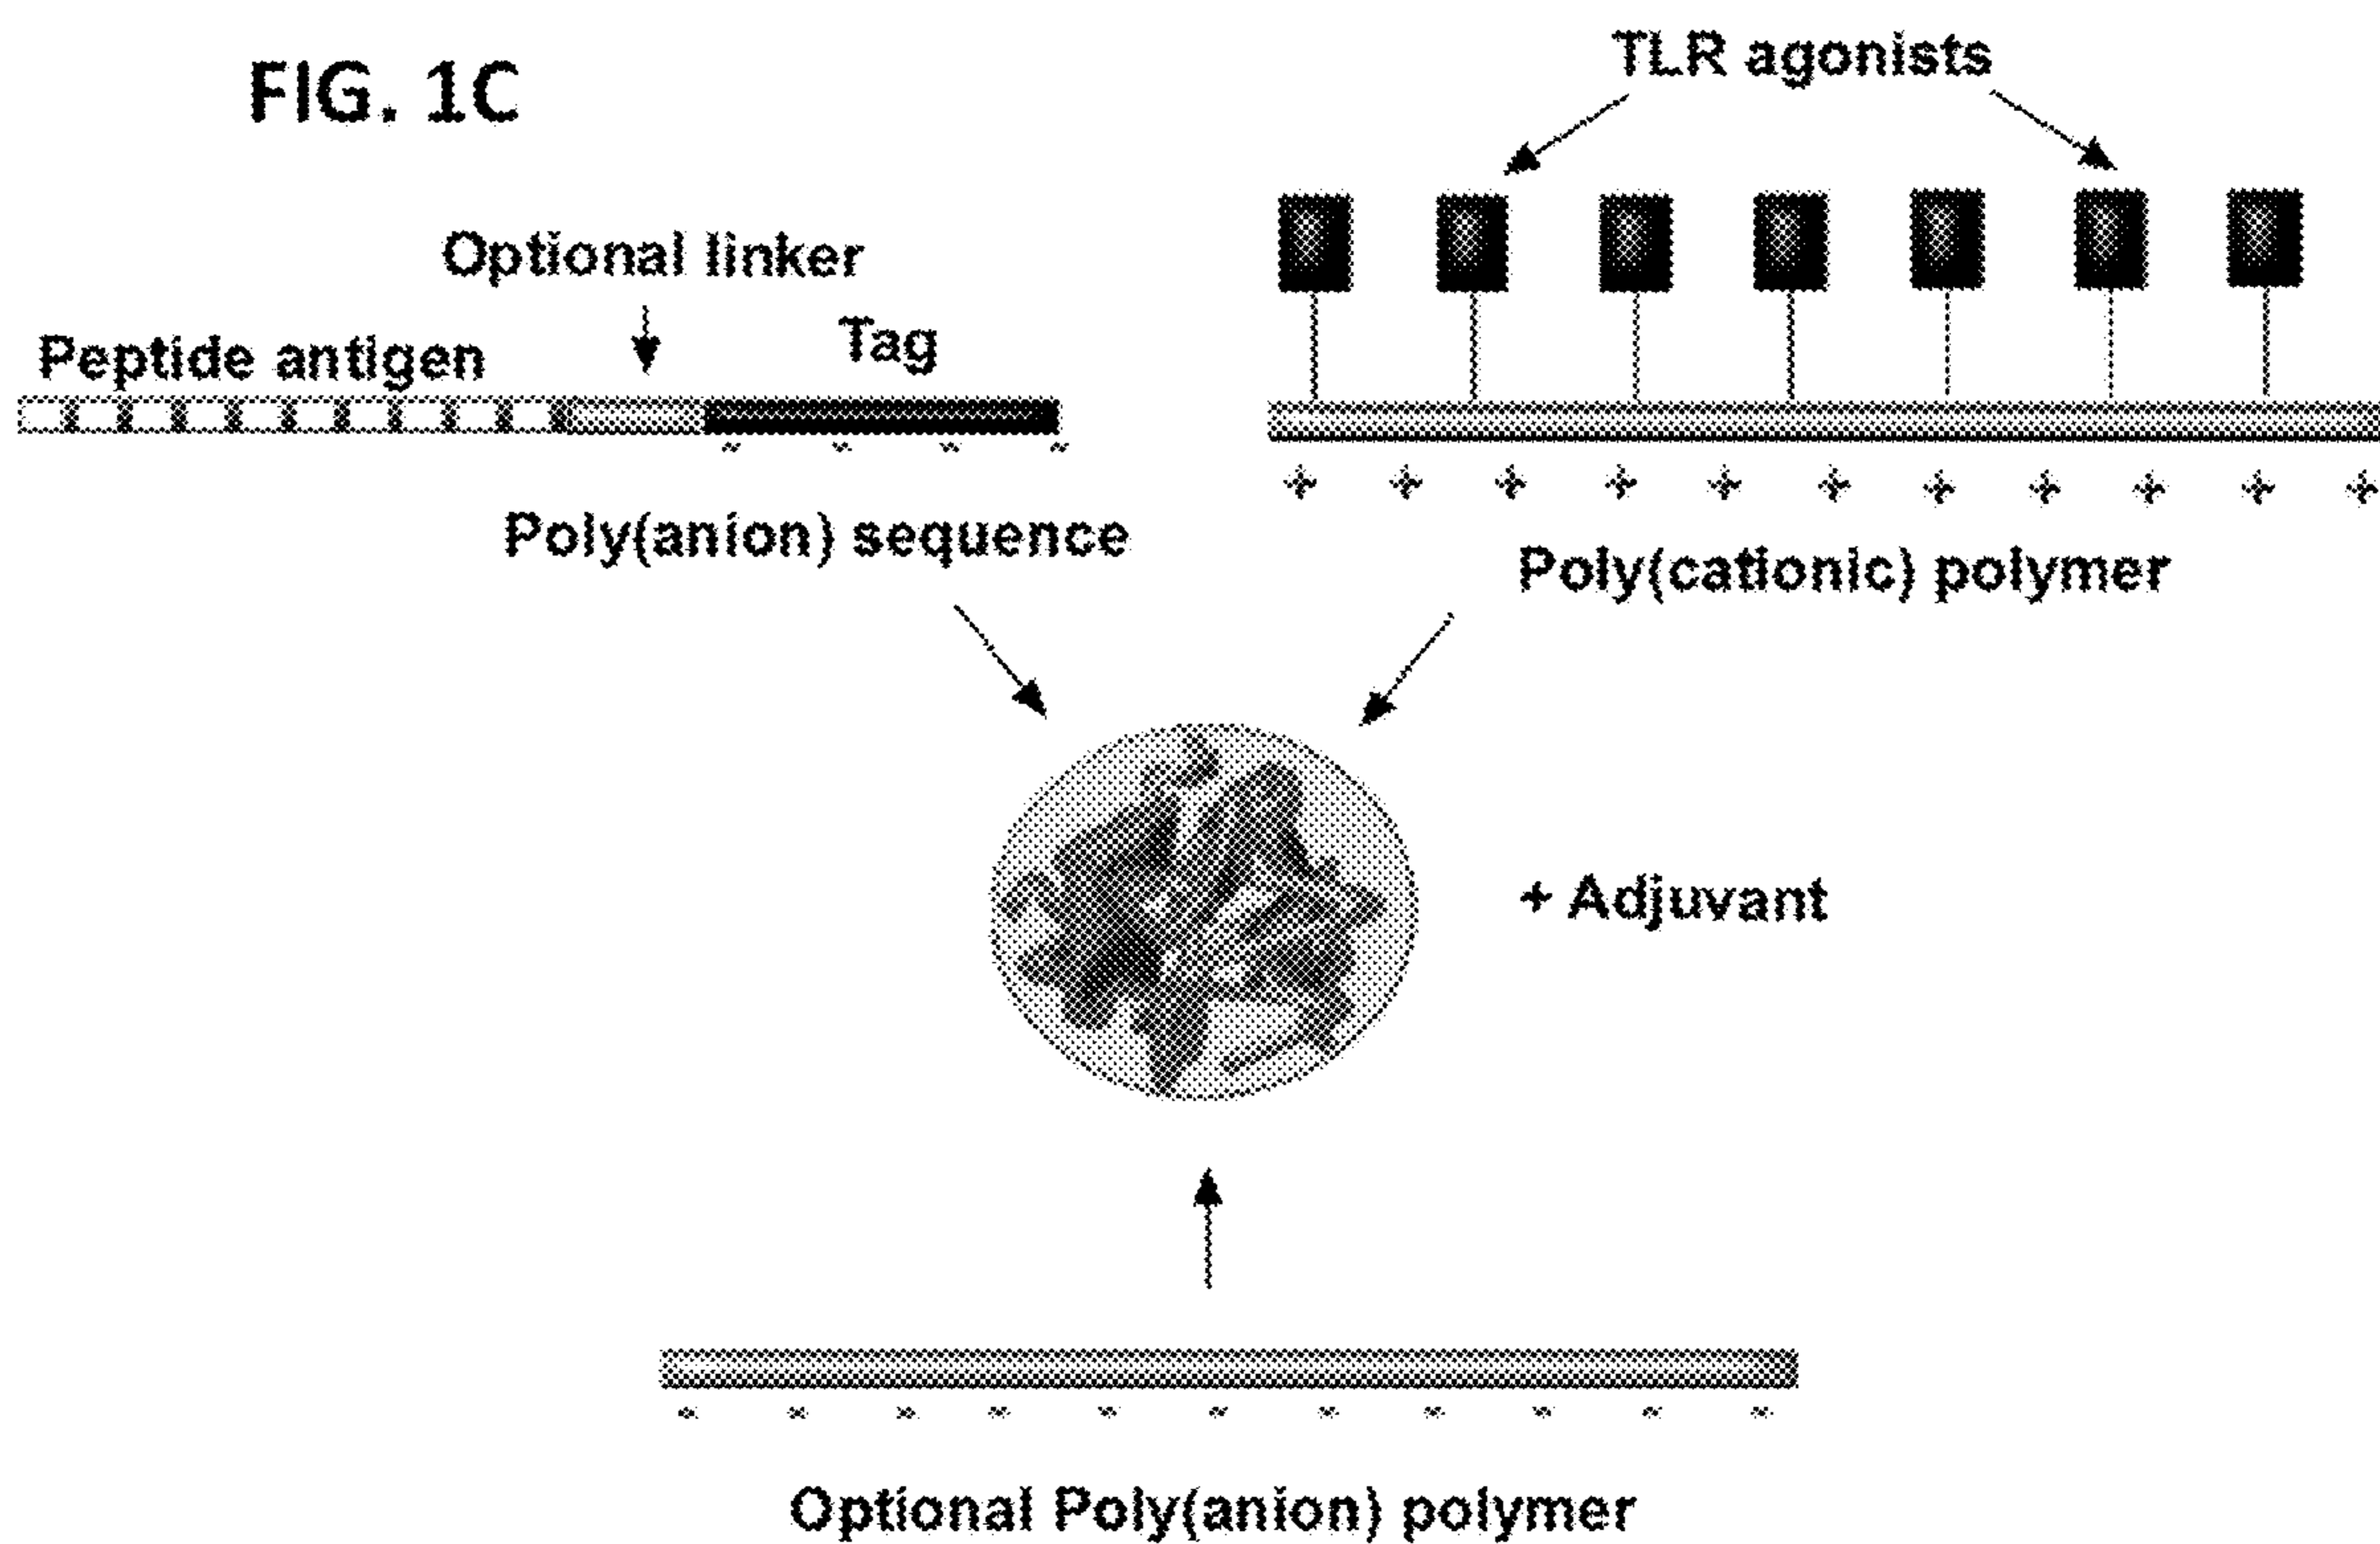 FIG. 1C
TLR agonists
Optional linker
Peptide antigen
Tag
- - - -
+ + + + + + + + + + +
Poly(anion) sequence
Poly(cationic) polymer
+ Adjuvant
- - - - - - - - - - -
Optional Poly(anion) polymer